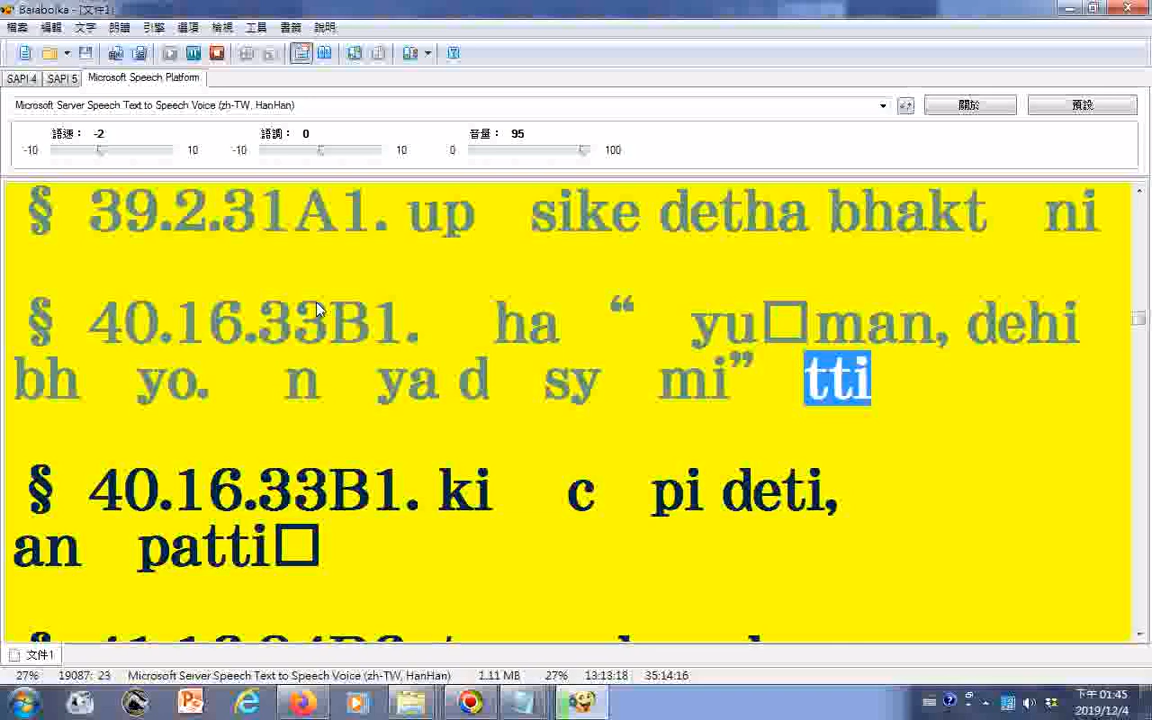 Balabolka - [文件1]
檔案 編輯 文字 朗讀 引擎 選項 檢視 工具 書籤 說明
SAPI 4 SAPI 5 Microsoft Speech Platform
Microsoft Server Speech Text to Speech Voice (zh-TW, HanHan) 關於 預設
語速： -2 語調： 0 音量： 95
-10 10 -10 10 0 100
§ 39.2.31A1. up sike detha bhakt ni
§ 40.16.33B1. ha “ yu□man, dehi
bh yo. n ya d sy mi” tti
§ 40.16.33B1. ki c pi deti,
an patti□
文件1
27% 19087: 23 Microsoft Server Speech Text to Speech Voice (zh-TW, HanHan) 1.11 MB 27% 13:13:18 35:14:16
下午 01:45
2019/12/4